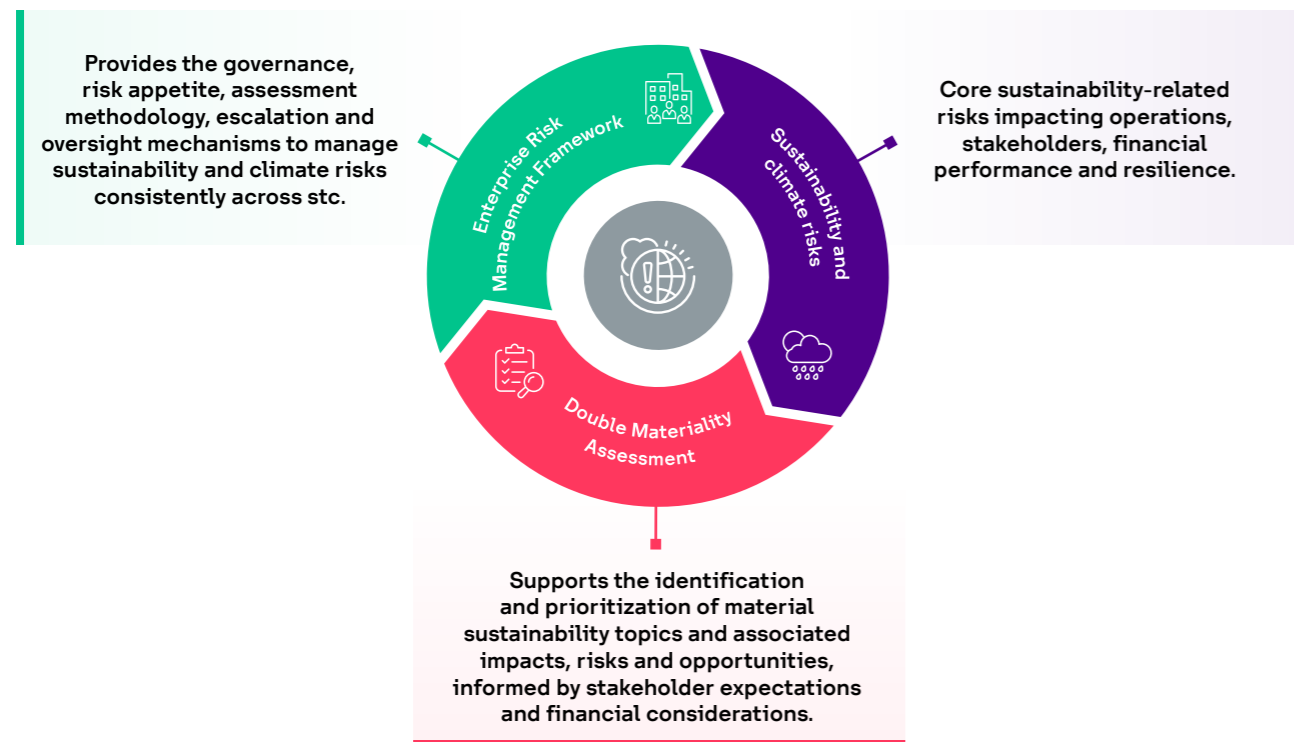 Provides the governance,
risk appetite, assessment
methodology, escalation and
oversight mechanisms to manage
sustainability and climate risks
consistently across stc.
Enterprise Risk
Management Framework
Sustainability and
climate risks
Core sustainability-related
risks impacting operations,
stakeholders, financial
performance and resilience.
Double Materiality
Assessment
Supports the identification
and prioritization of material
sustainability topics and associated
impacts, risks and opportunities,
informed by stakeholder expectations
and financial considerations.